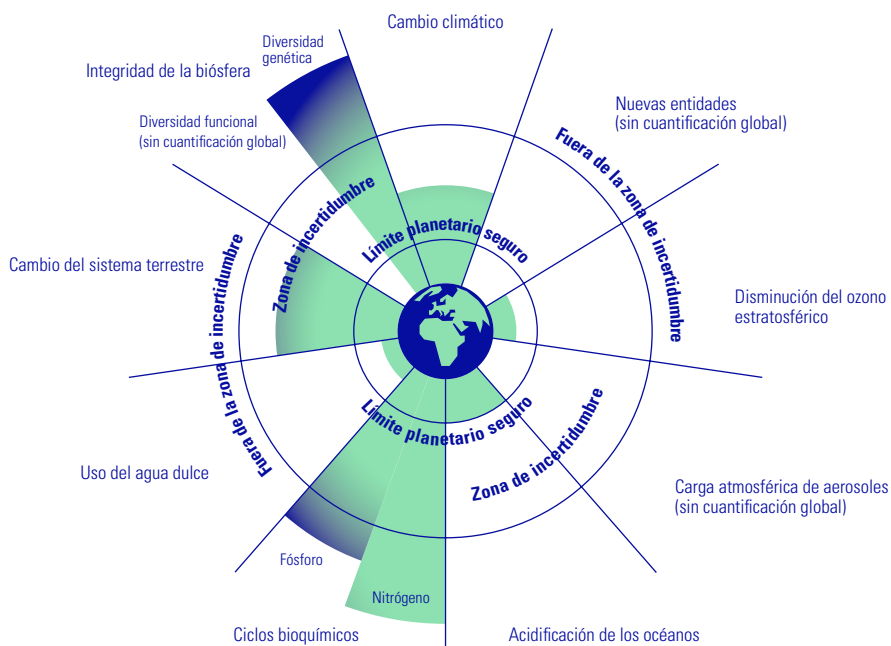 Cambio climático
Diversidad
genética
Integridad de la biósfera
Diversidad funcional
(sin cuantificación global)
Nuevas entidades
(sin cuantificación global)
Fuera de la zona de incertidumbre
Zona de incertidumbre
Límite planetario seguro
Cambio del sistema terrestre
Fuera de la zona de incertidumbre
Disminución del ozono
estratosférico
Límite planetario seguro
Zona de incertidumbre
Uso del agua dulce
Carga atmosférica de aerosoles
(sin cuantificación global)
Fósforo
Nitrógeno
Ciclos bioquímicos
Acidificación de los océanos